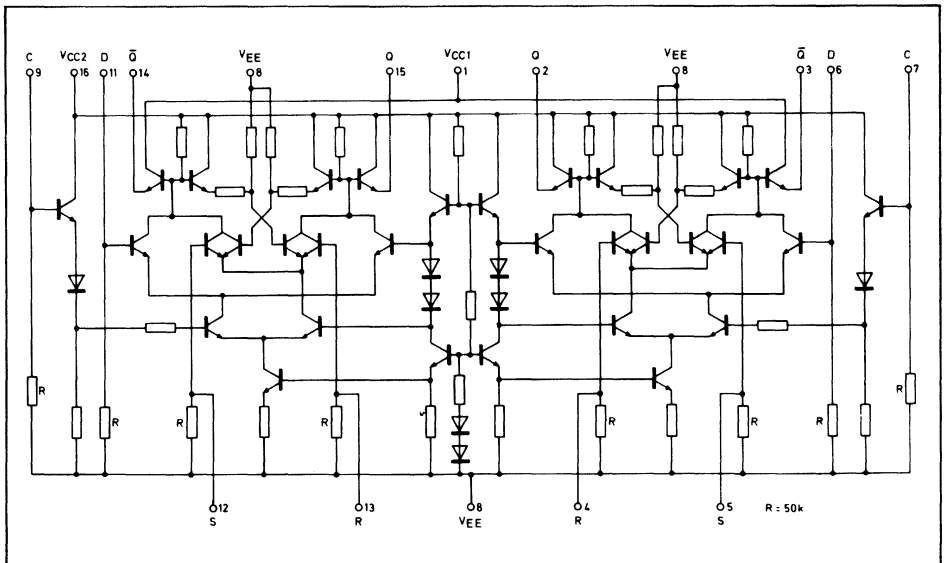 C VCC2 D Q̅ VEE Q VCC1 Q VEE Q̅ D C
9 16 11 14 8 15 1 2 8 3 6 7
R R R R R R R R
S 12 13 R 8 VEE 4 R 5 S R = 50k